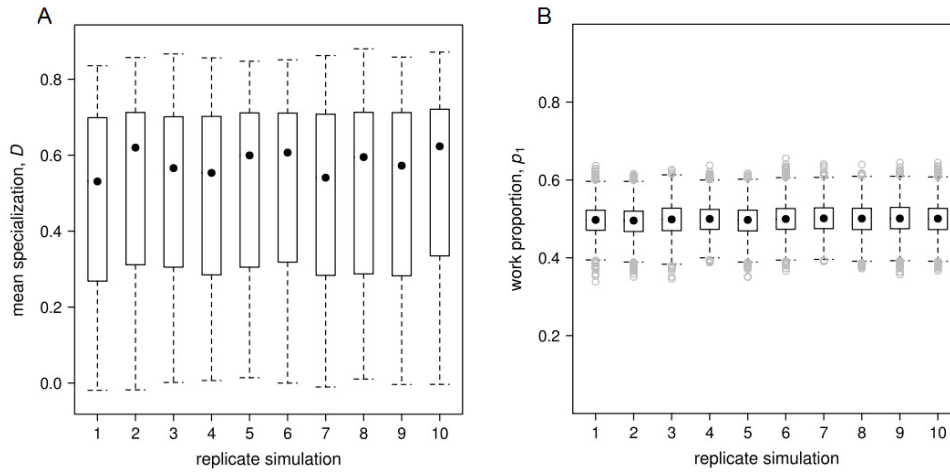 A
mean specialization, D
0.8
0.6
0.4
0.2
0.0
1 2 3 4 5 6 7 8 9 10
replicate simulation
B
work proportion, p1
0.8
0.6
0.4
0.2
1 2 3 4 5 6 7 8 9 10
replicate simulation